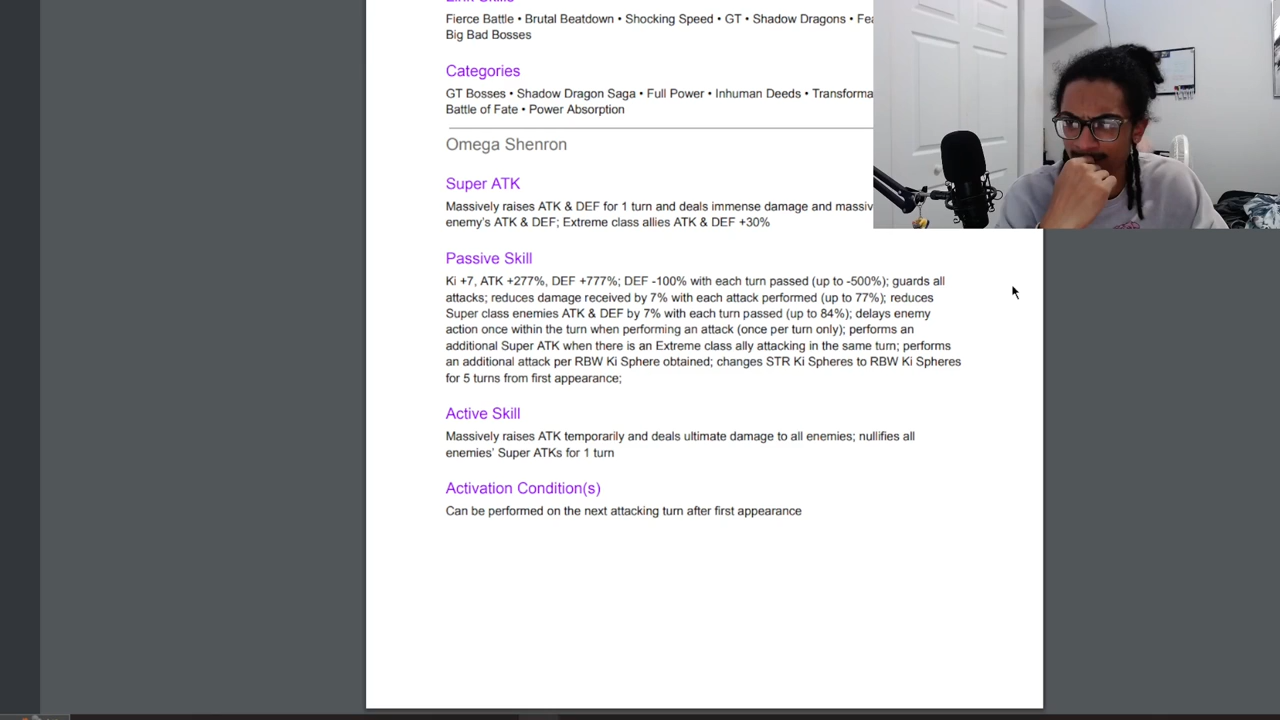 Fierce Battle • Brutal Beatdown • Shocking Speed • GT • Shadow Dragons •
Big Bad Bosses
Categories
GT Bosses • Shadow Dragon Saga • Full Power • Inhuman Deeds •
Battle of Fate • Power Absorption
Omega Shenron
Super ATK
Massively raises ATK & DEF for 1 turn and deals immense damage and
enemy's ATK & DEF; Extreme class allies ATK & DEF +30%
Passive Skill
Ki +7, ATK +277%, DEF +777%; DEF -100% with each turn passed (up to -500%); guards all
attacks; reduces damage received by 7% with each attack performed (up to 77%); reduces
Super class enemies ATK & DEF by 7% with each turn passed (up to 84%); delays enemy
action once within the turn when performing an attack (once per turn only); performs an
additional Super ATK when there is an Extreme class ally attacking in the same turn; performs
an additional attack per RBW Ki Sphere obtained; changes STR Ki Spheres to RBW Ki Spheres
for 5 turns from first appearance;
Active Skill
Massively raises ATK temporarily and deals ultimate damage to all enemies; nullifies all
enemies' Super ATKs for 1 turn
Activation Condition(s)
Can be performed on the next attacking turn after first appearance